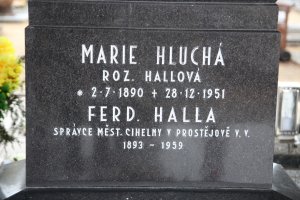 MARIE HLUCHÁ
ROZ. HALLOVÁ
* 2·7·1890 + 28·12·1951
FERD. HALLA
SPRÁVCE MĚST. CIHELNY V PROSTĚJOVĚ V. V.
1893 - 1959